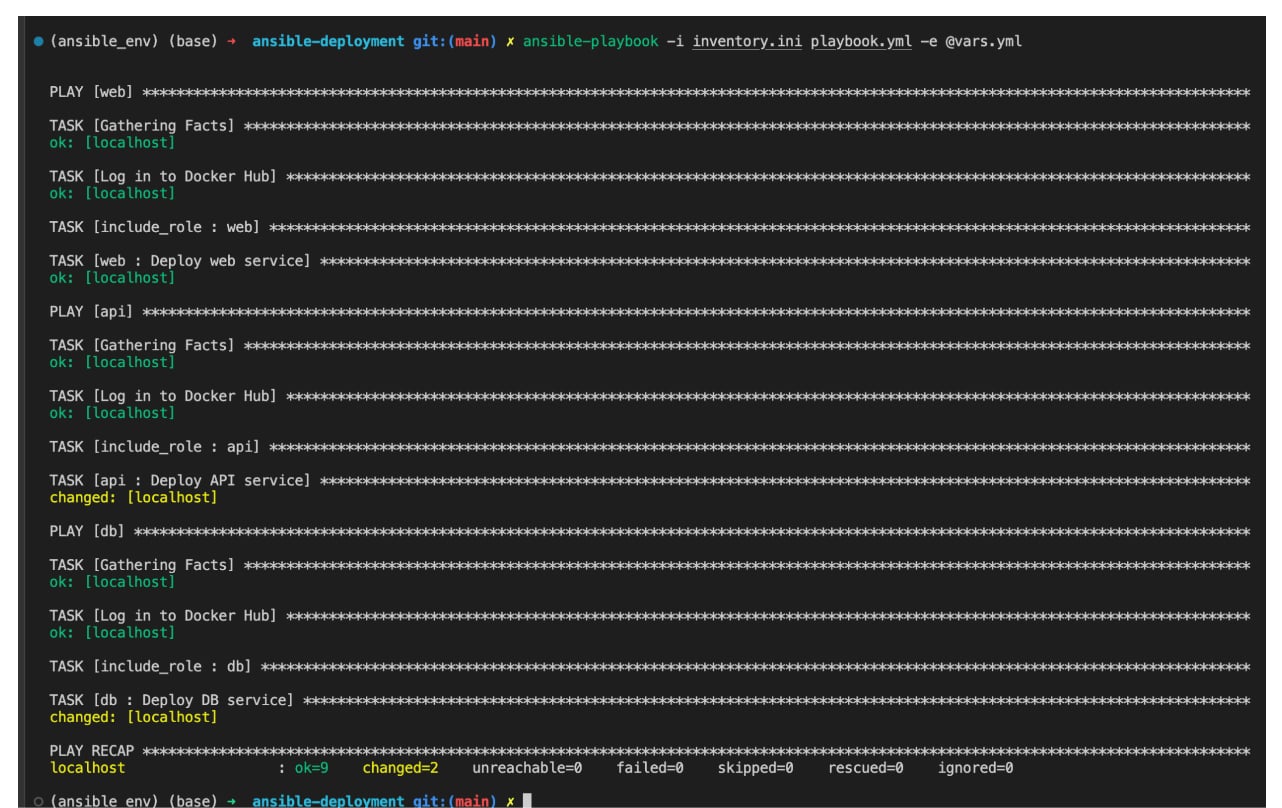 (ansible_env) (base) → ansible-deployment git:(main) ✗ ansible-playbook -i inventory.ini playbook.yml -e @vars.yml
PLAY [web] ***********************************************************************************************************************************
TASK [Gathering Facts] ***********************************************************************************************************************
ok: [localhost]
TASK [Log in to Docker Hub] ******************************************************************************************************************
ok: [localhost]
TASK [include_role : web] ********************************************************************************************************************
TASK [web : Deploy web service] **************************************************************************************************************
ok: [localhost]
PLAY [api] ***********************************************************************************************************************************
TASK [Gathering Facts] ***********************************************************************************************************************
ok: [localhost]
TASK [Log in to Docker Hub] ******************************************************************************************************************
ok: [localhost]
TASK [include_role : api] ********************************************************************************************************************
TASK [api : Deploy API service] **************************************************************************************************************
changed: [localhost]
PLAY [db] ************************************************************************************************************************************
TASK [Gathering Facts] ***********************************************************************************************************************
ok: [localhost]
TASK [Log in to Docker Hub] ******************************************************************************************************************
ok: [localhost]
TASK [include_role : db] *********************************************************************************************************************
TASK [db : Deploy DB service] ****************************************************************************************************************
changed: [localhost]
PLAY RECAP ***********************************************************************************************************************************
localhost                  : ok=9    changed=2    unreachable=0    failed=0    skipped=0    rescued=0    ignored=0
(ansible_env) (base) → ansible-deployment git:(main) ✗